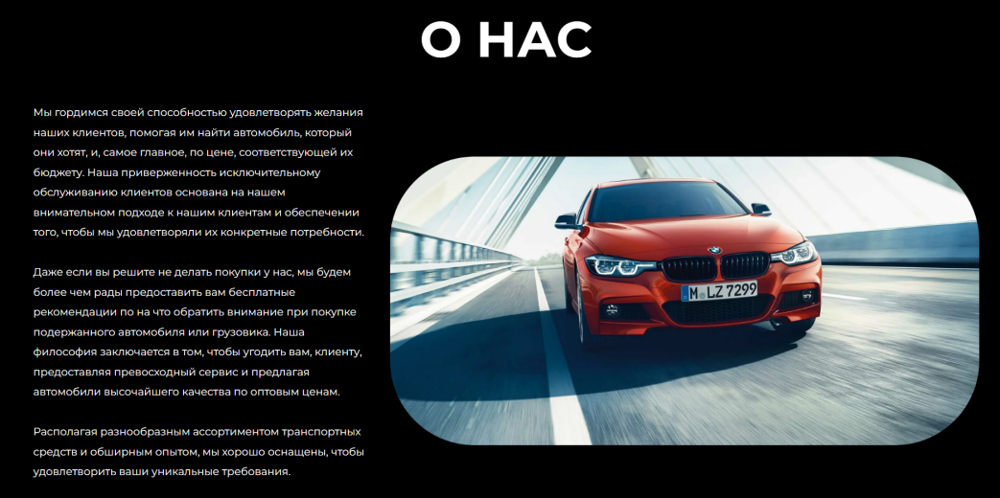 О НАС
Мы гордимся своей способностью удовлетворять желания
наших клиентов, помогая им найти автомобиль, который
они хотят, и, самое главное, по цене, соответствующей их
бюджету. Наша приверженность исключительному
обслуживанию клиентов основана на нашем
внимательном подходе к нашим клиентам и обеспечении
того, чтобы мы удовлетворяли их конкретные потребности.
Даже если вы решите не делать покупки у нас, мы будем
более чем рады предоставить вам бесплатные
рекомендации по на что обратить внимание при покупке
подержанного автомобиля или грузовика. Наша
философия заключается в том, чтобы угодить вам, клиенту,
предоставляя превосходный сервис и предлагая
автомобили высочайшего качества по оптовым ценам.
Располагая разнообразным ассортиментом транспортных
средств и обширным опытом, мы хорошо оснащены, чтобы
удовлетворить ваши уникальные требования.
M LZ 7299